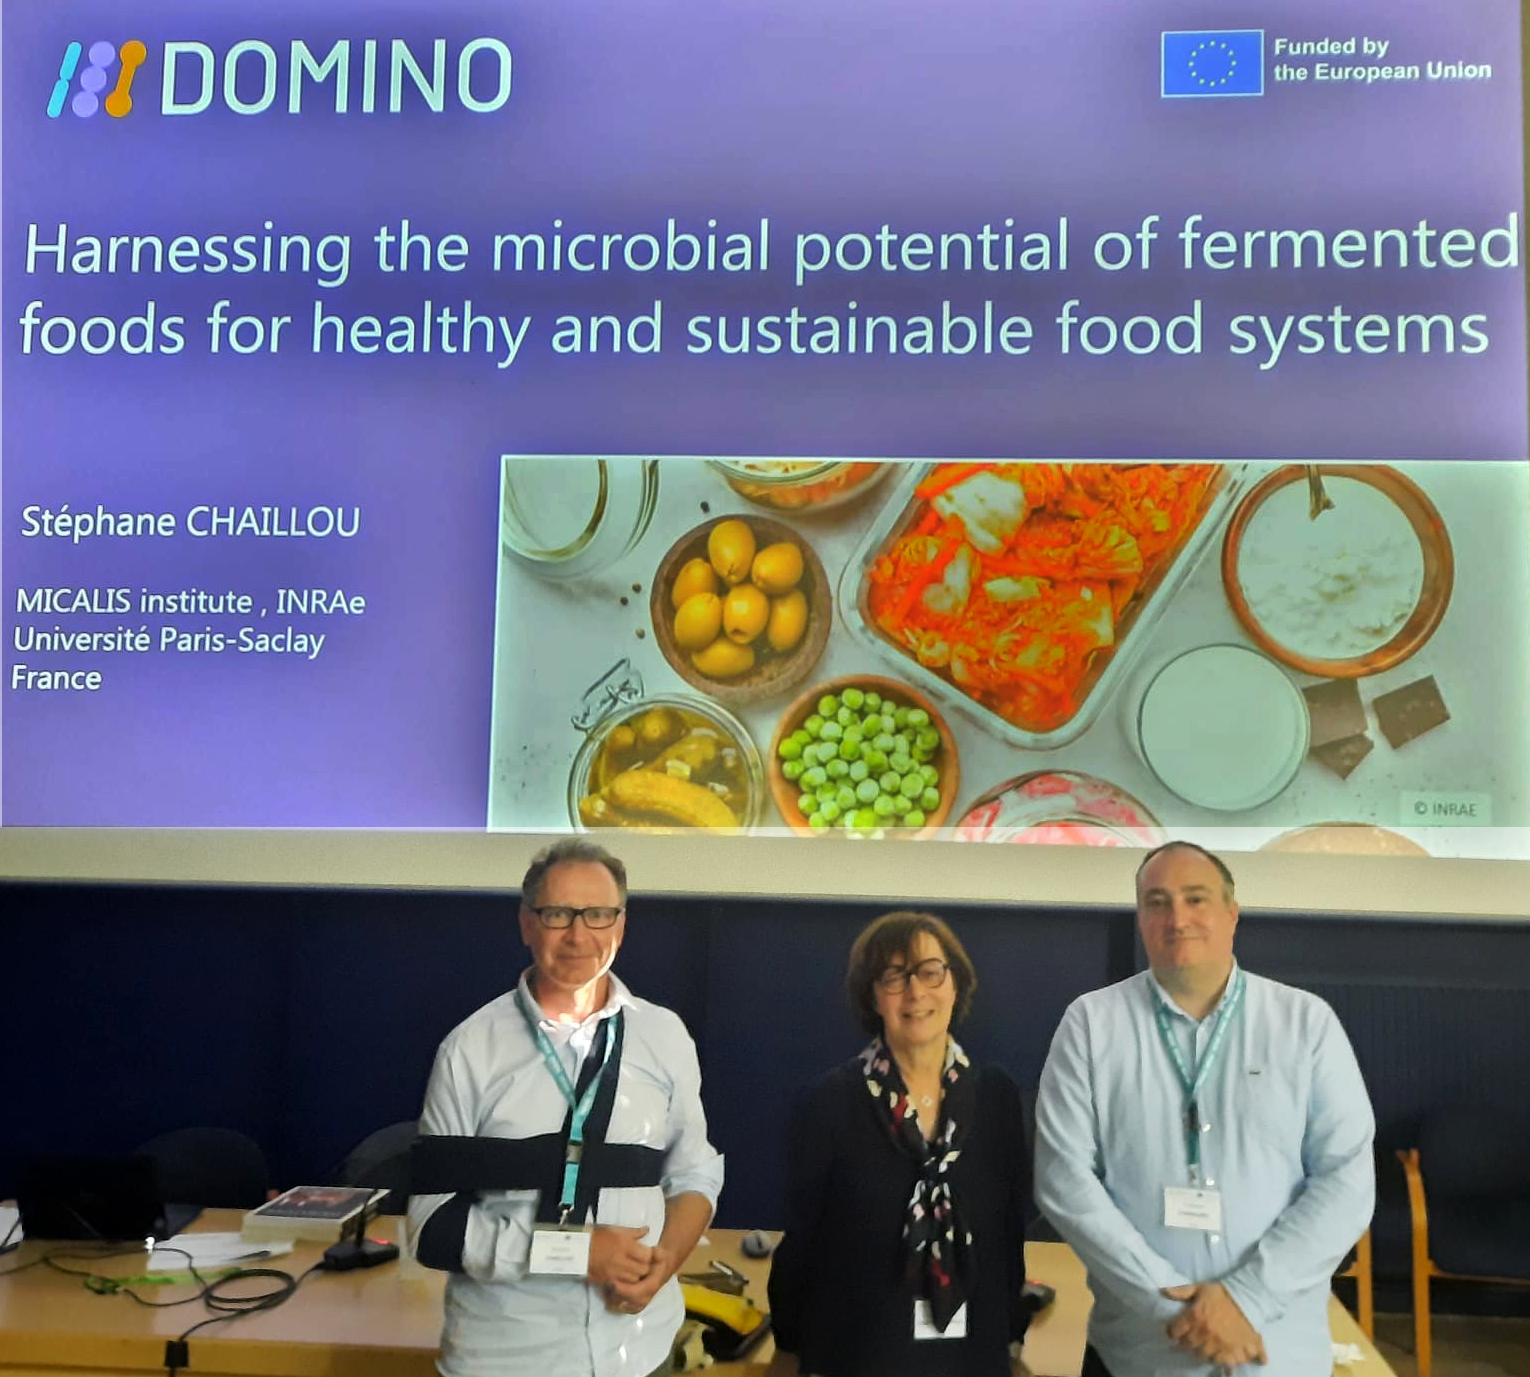 DOMINO
Funded by
the European Union
Harnessing the microbial potential of fermented
foods for healthy and sustainable food systems
Stéphane CHAILLOU
MICALIS institute , INRAe
Université Paris-Saclay
France
© INRAE